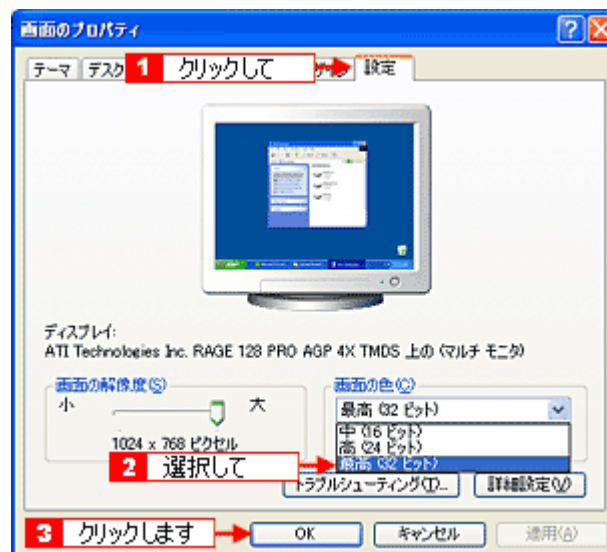 画面のプロパティ
テーマ デスク 1 クリックして 設定
ディスプレイ:
ATI Technologies Inc. RAGE 128 PRO AGP 4X TMDS 上の (マルチ モニタ)
画面の解像度(S)
小 大
1024 x 768 ピクセル
画面の色(C)
最高 (32 ビット)
中 (16 ビット)
高 (24 ビット)
最高 (32 ビット)
2 選択して
トラブルシューティング(T)... 詳細設定(V)
3 クリックします OK キャンセル 適用(A)